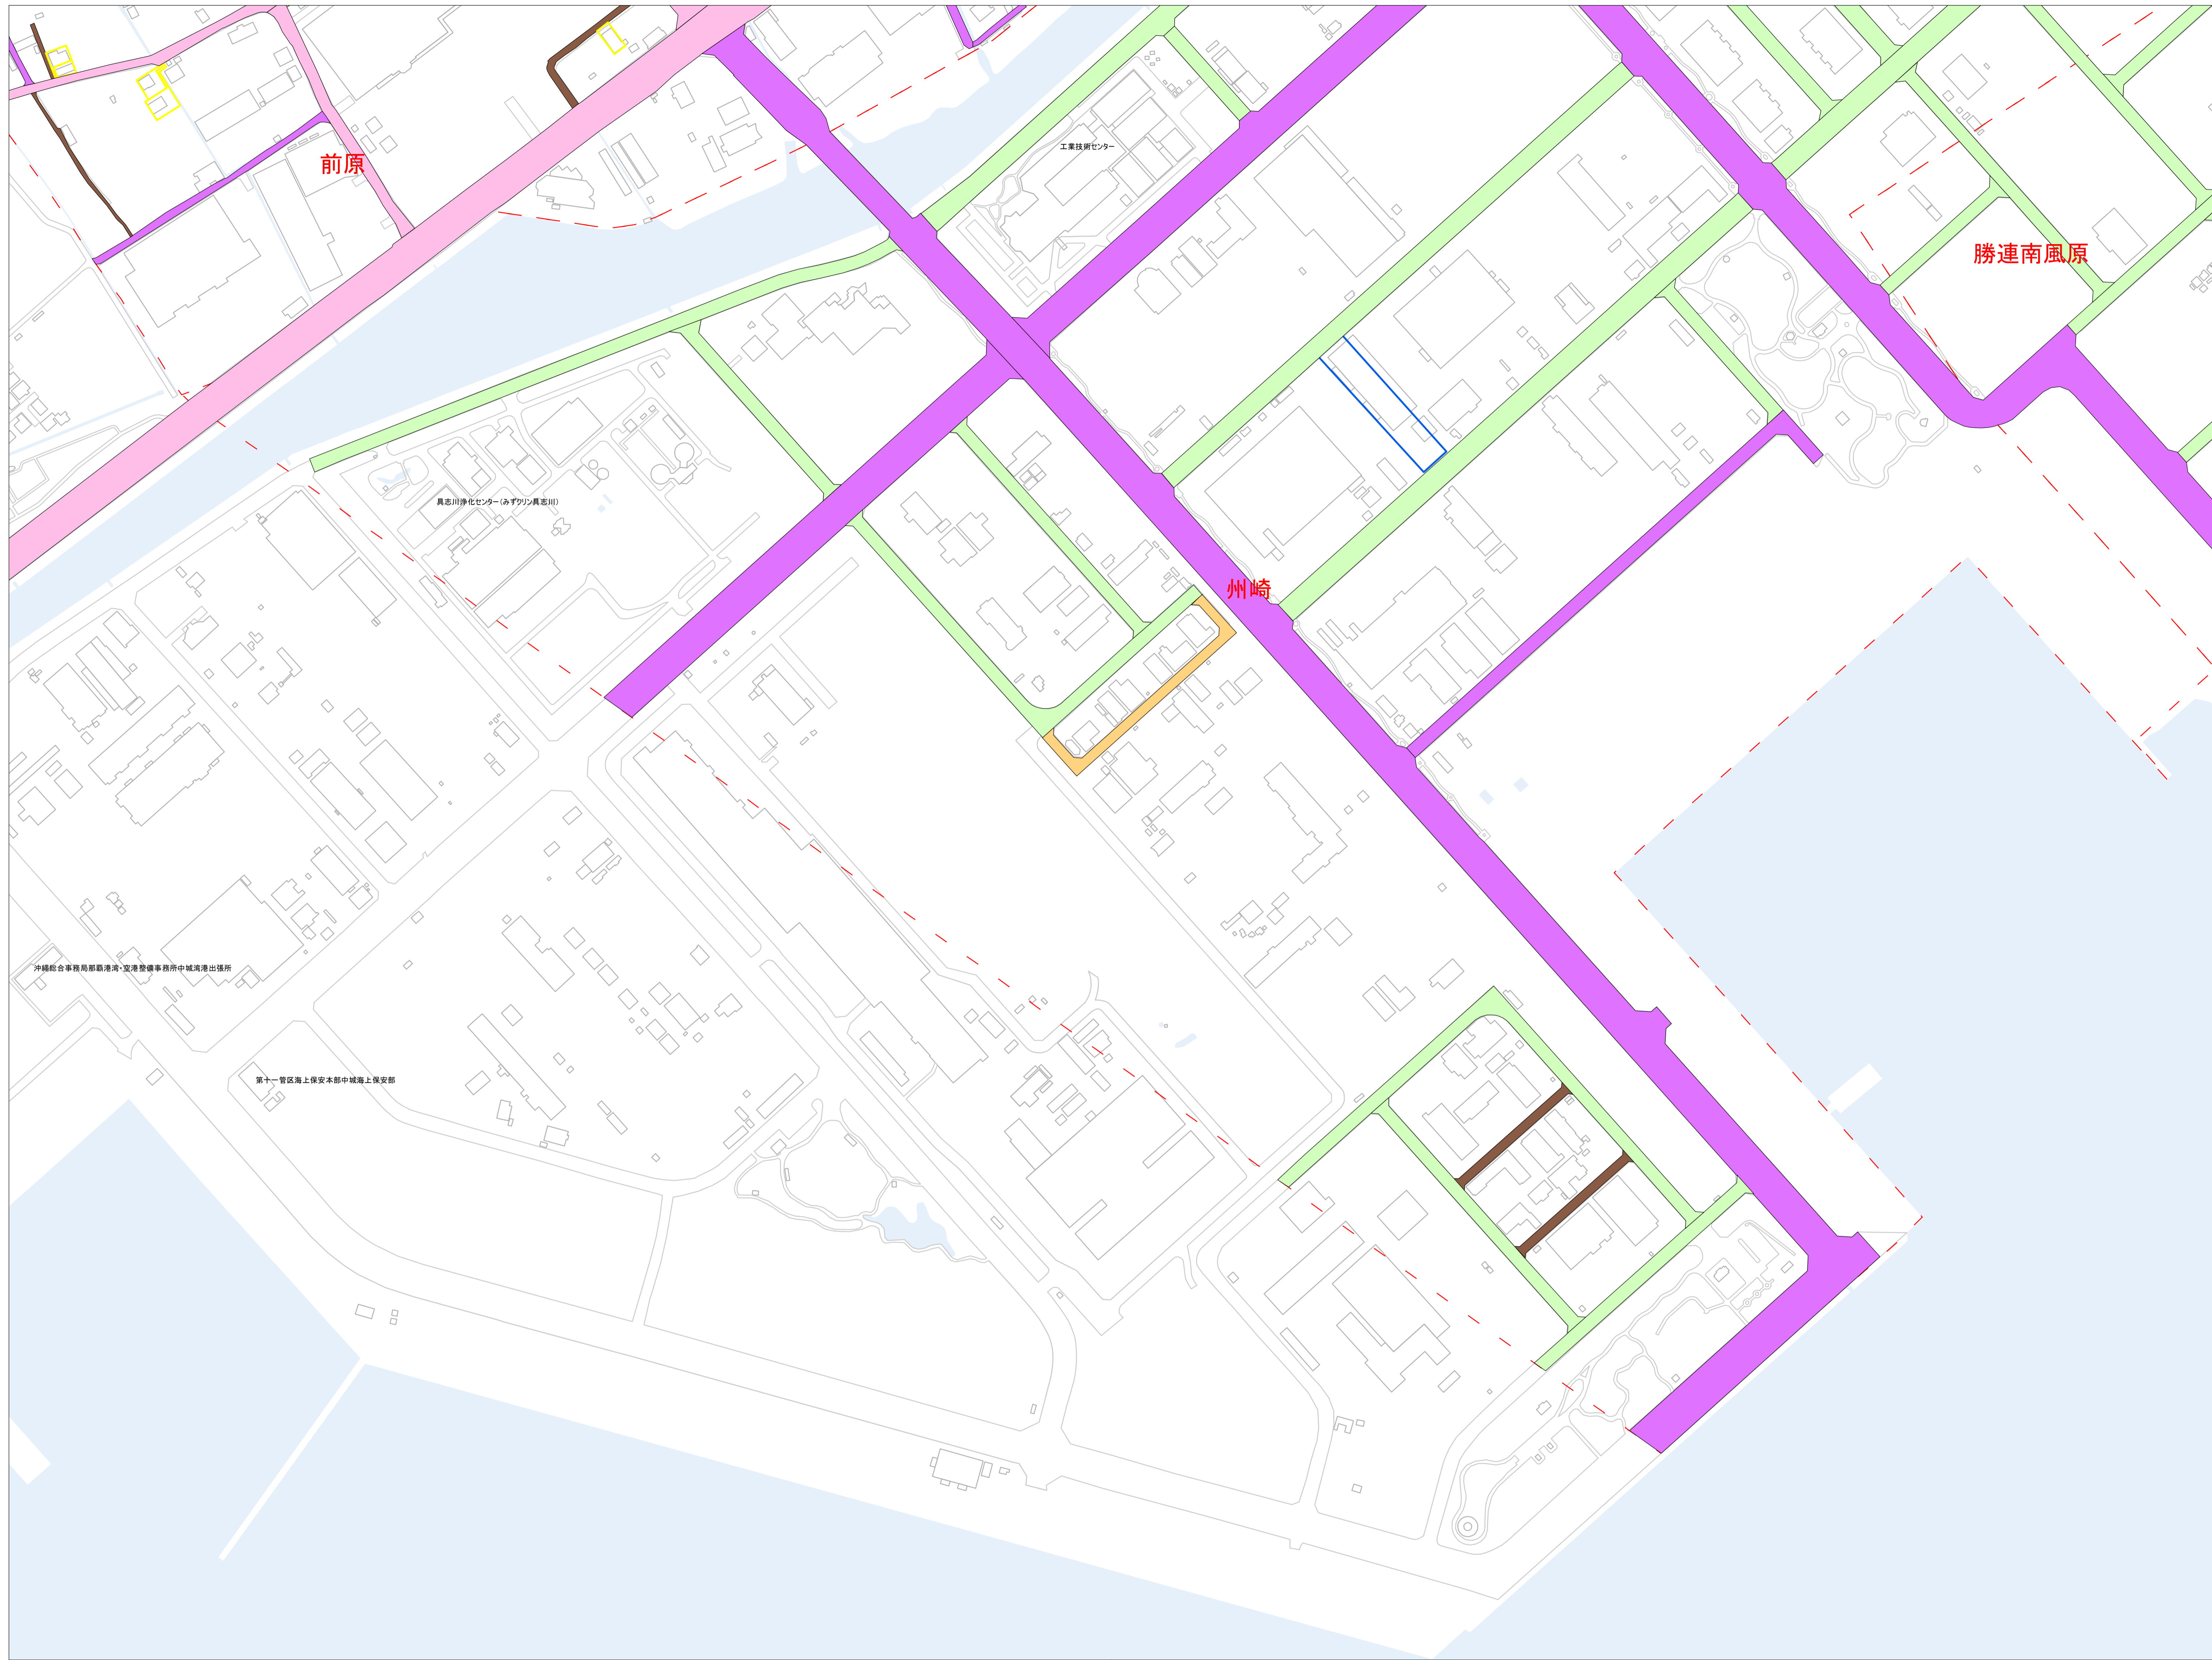 工業技術センター
前原
勝連南風原
具志川浄化センター(みずクリン具志川)
州崎
沖縄総合事務局那覇港湾・空港整備事務所中城湾港出張所
第十一管区海上保安本部中城海上保安部